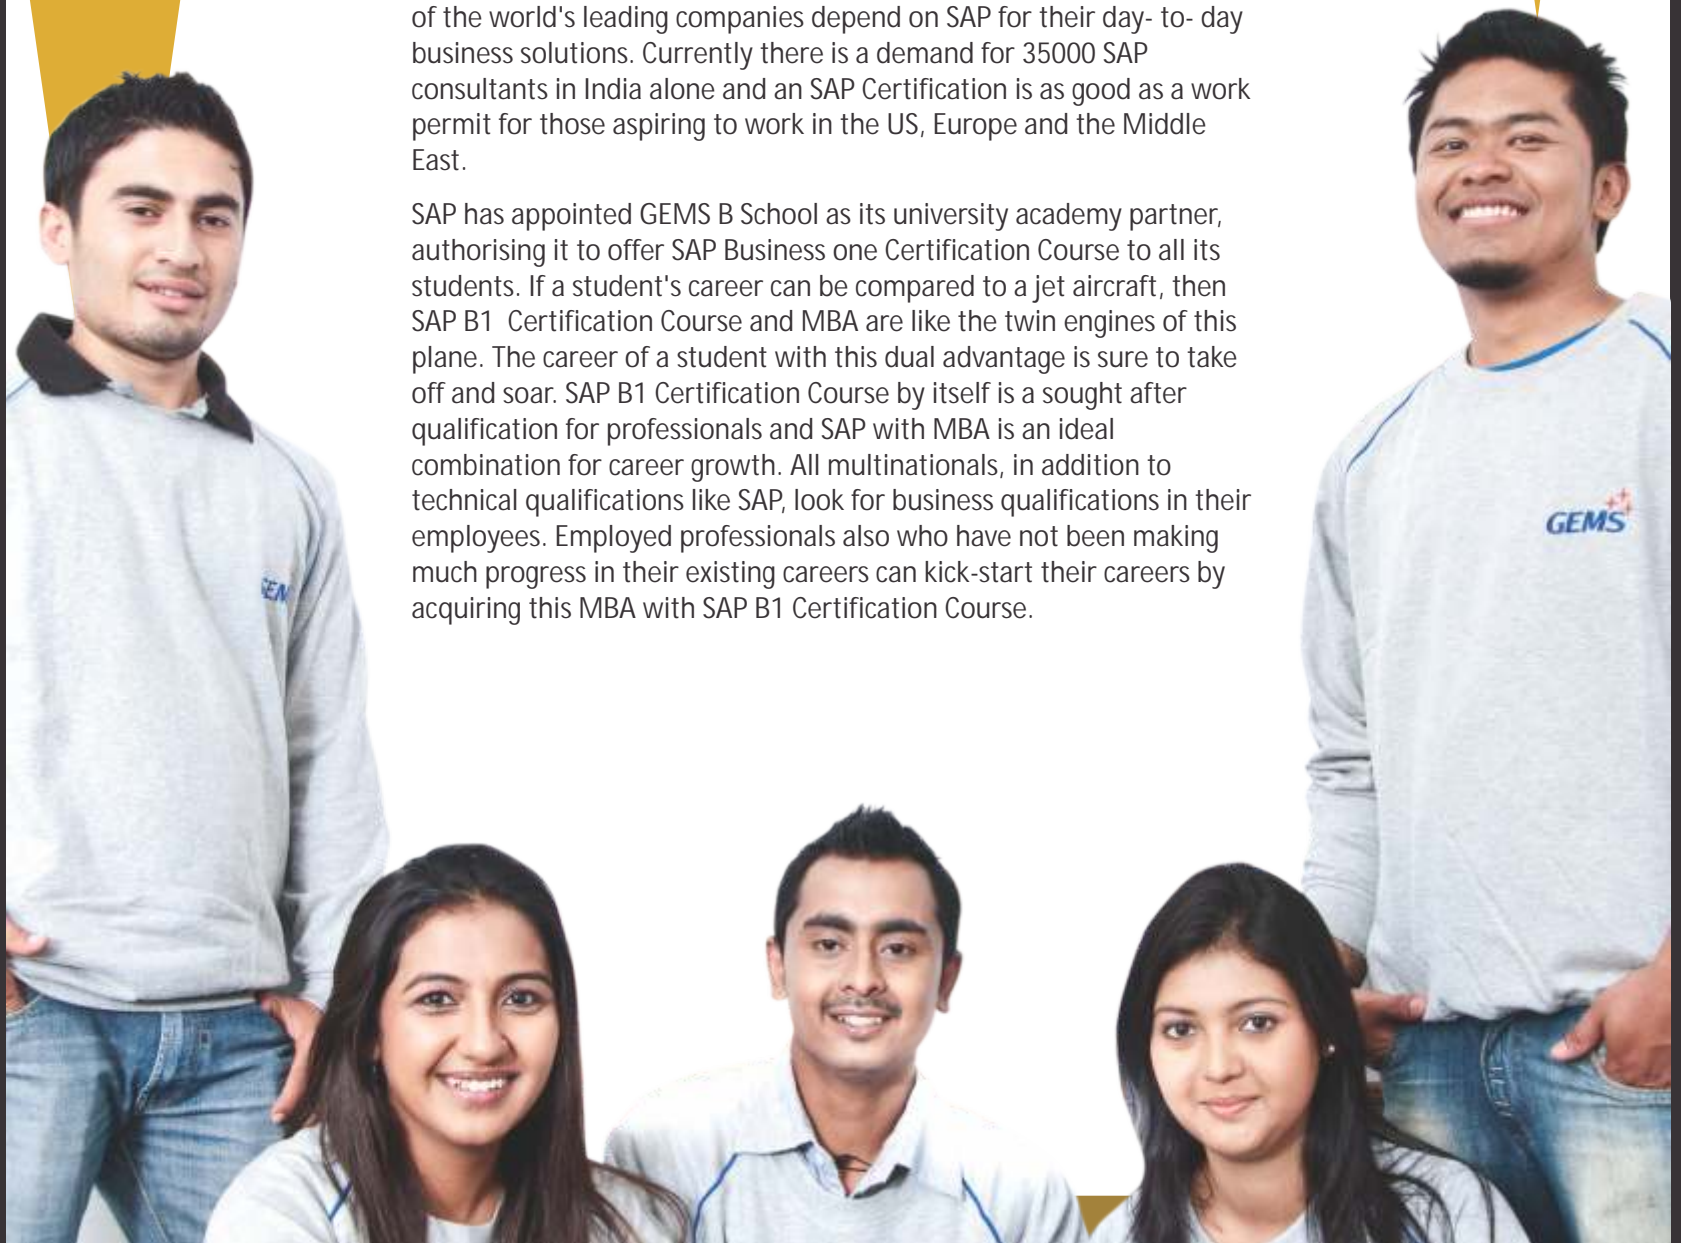 of the world's leading companies depend on SAP for their day- to- day
business solutions. Currently there is a demand for 35000 SAP
consultants in India alone and an SAP Certification is as good as a work
permit for those aspiring to work in the US, Europe and the Middle
East.
SAP has appointed GEMS B School as its university academy partner,
authorising it to offer SAP Business one Certification Course to all its
students. If a student's career can be compared to a jet aircraft, then
SAP B1  Certification Course and MBA are like the twin engines of this
plane. The career of a student with this dual advantage is sure to take
off and soar. SAP B1 Certification Course by itself is a sought after
qualification for professionals and SAP with MBA is an ideal
combination for career growth. All multinationals, in addition to
technical qualifications like SAP, look for business qualifications in their
employees. Employed professionals also who have not been making
much progress in their existing careers can kick-start their careers by
acquiring this MBA with SAP B1 Certification Course.
GEMS
GEM